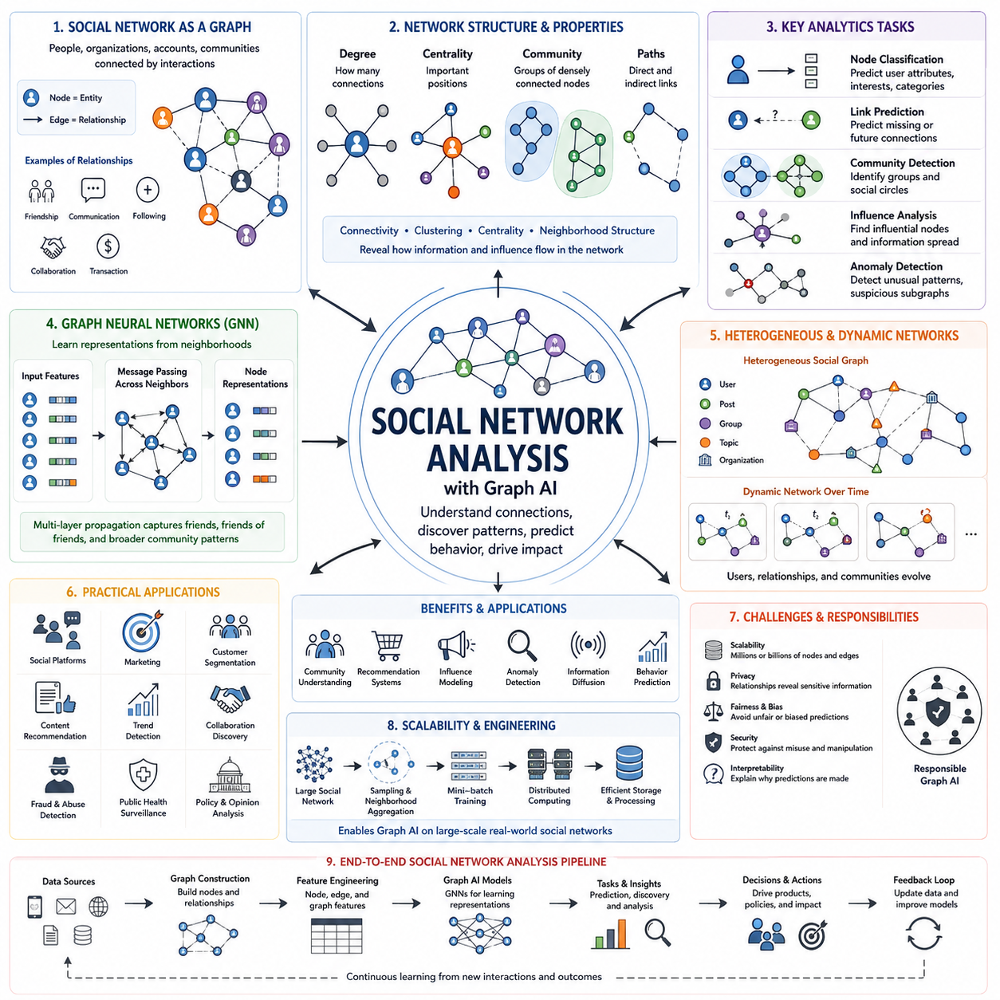 1. SOCIAL NETWORK AS A GRAPH
People, organizations, accounts, communities
connected by interactions
Node = Entity
Edge = Relationship
Examples of Relationships
Friendship
Communication
Following
Collaboration
Transaction
2. NETWORK STRUCTURE & PROPERTIES
Degree
How many
connections
Centrality
Important
positions
Community
Groups of densely
connected nodes
Paths
Direct and
indirect links
Connectivity • Clustering • Centrality • Neighborhood Structure
Reveal how information and influence flow in the network
3. KEY ANALYTICS TASKS
Node Classification
Predict user attributes,
interests, categories
?
Link Prediction
Predict missing or
future connections
Community Detection
Identify groups and
social circles
Influence Analysis
Find influential nodes
and information spread
Anomaly Detection
Detect unusual patterns,
suspicious subgraphs
4. GRAPH NEURAL NETWORKS (GNN)
Learn representations from neighborhoods
Input Features
Message Passing
Across Neighbors
Node
Representations
Multi-layer propagation captures friends, friends of
friends, and broader community patterns
SOCIAL NETWORK
ANALYSIS
with Graph AI
Understand connections,
discover patterns, predict
behavior, drive impact
5. HETEROGENEOUS & DYNAMIC NETWORKS
Heterogeneous Social Graph
User
Post
Group
Topic
Organization
Dynamic Network Over Time
t₁
t₂
...
Users, relationships, and communities evolve
6. PRACTICAL APPLICATIONS
Social Platforms
Marketing
Customer
Segmentation
Content
Recommendation
Trend
Detection
Collaboration
Discovery
Fraud & Abuse
Detection
Public Health
Surveillance
Policy & Opinion
Analysis
BENEFITS & APPLICATIONS
Community
Understanding
Recommendation
Systems
Influence
Modeling
Anomaly
Detection
Information
Diffusion
Behavior
Prediction
7. CHALLENGES & RESPONSIBILITIES
Scalability
Millions or billions of nodes and edges
Privacy
Relationships reveal sensitive information
Fairness & Bias
Avoid unfair or biased predictions
Security
Protect against misuse and manipulation
?
Interpretability
Explain why predictions are made
Responsible
Graph AI
8. SCALABILITY & ENGINEERING
Large Social
Network
Sampling &
Neighborhood
Aggregation
Mini-batch
Training
Distributed
Computing
Efficient Storage
& Processing
Enables Graph AI on large-scale real-world social networks
9. END-TO-END SOCIAL NETWORK ANALYSIS PIPELINE
Data Sources
Graph Construction
Build nodes and
relationships
Feature Engineering
Node, edge, and
graph features
Graph AI Models
GNNs for learning
representations
Tasks & Insights
Prediction, discovery
and analysis
Decisions & Actions
Drive products,
policies, and impact
Feedback Loop
Update data and
improve models
Continuous learning from new interactions and outcomes